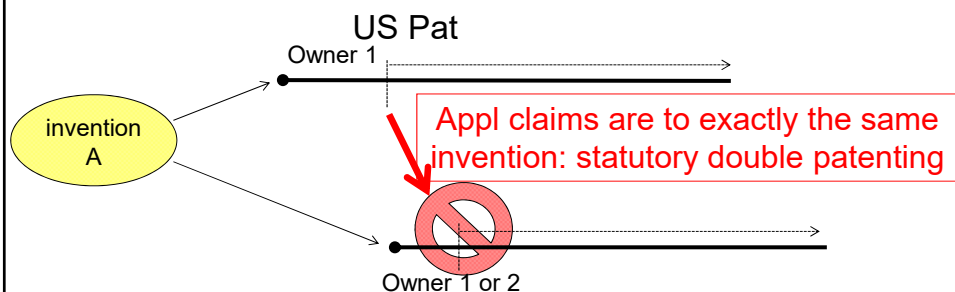 US Pat
Owner 1
invention
A
Appl claims are to exactly the same
invention: statutory double patenting
Owner 1 or 2